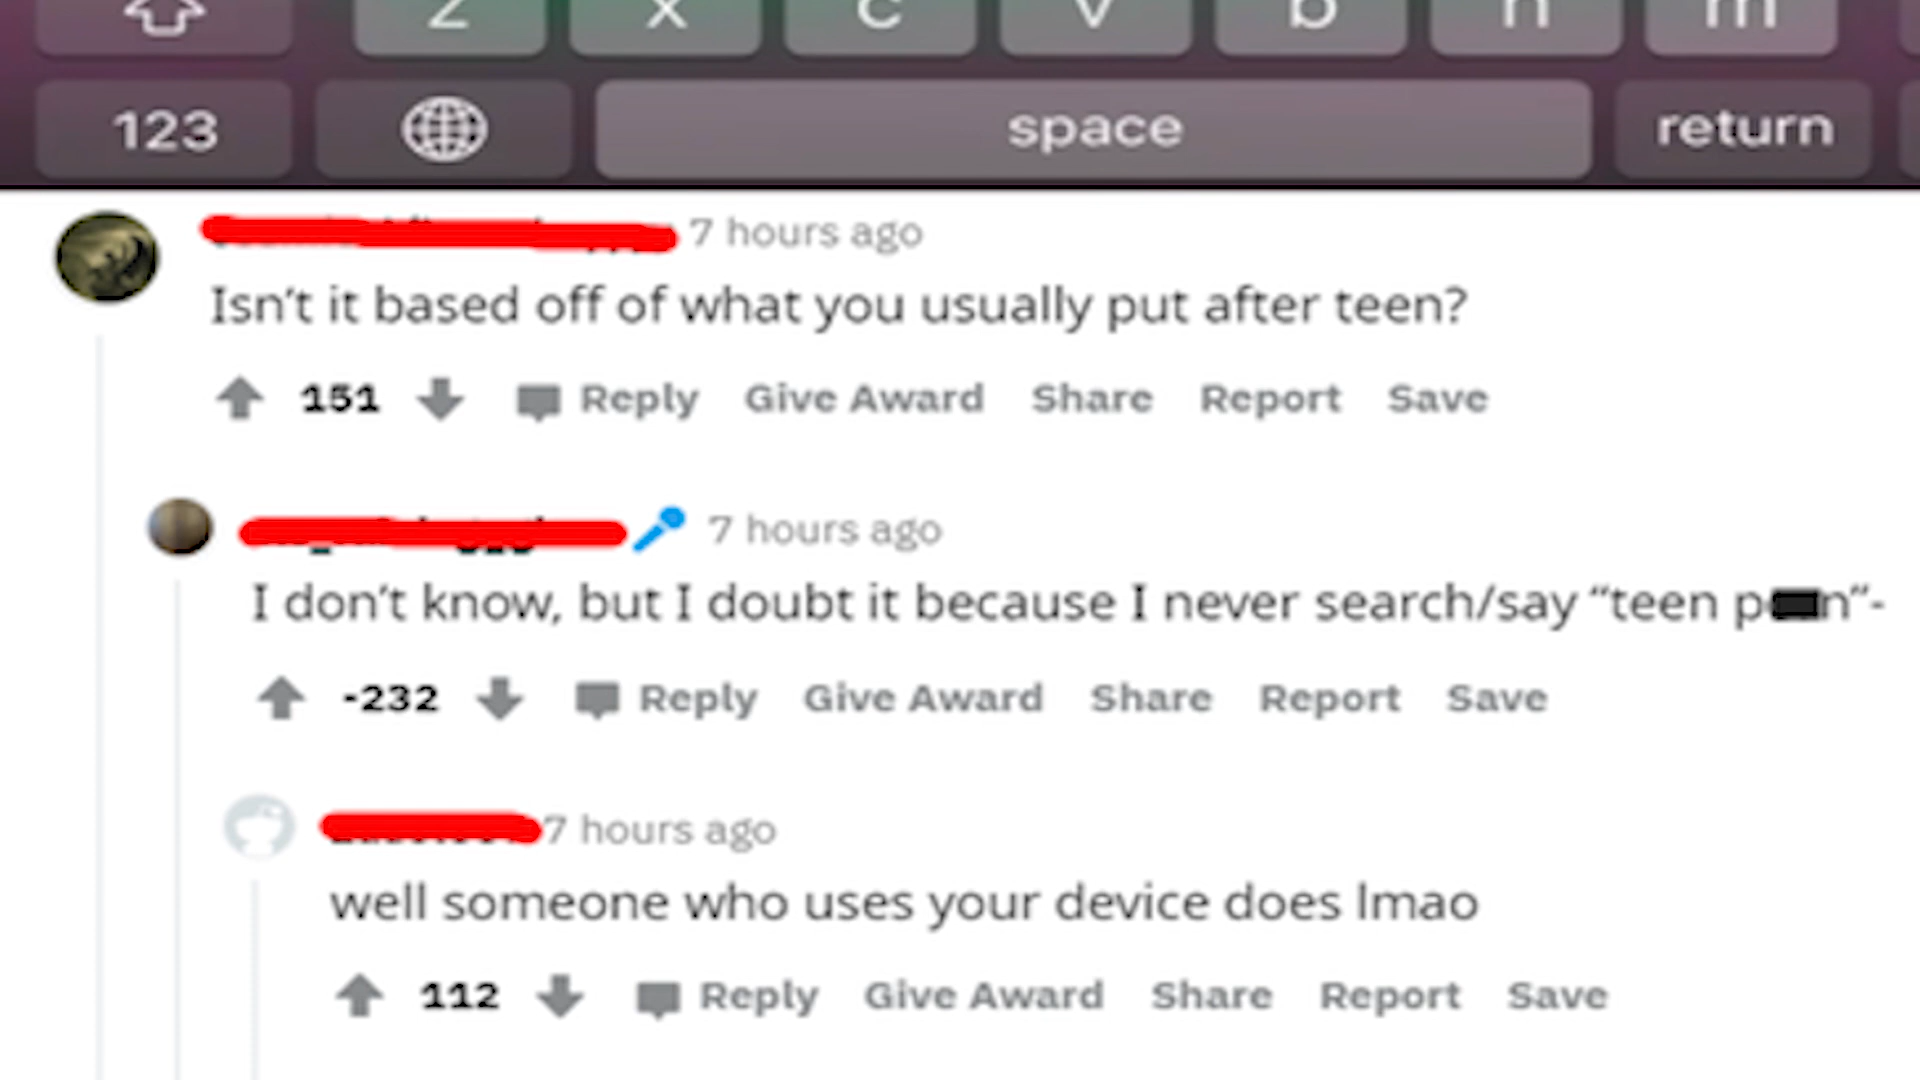 z x c v b n m
123 space return
7 hours ago
Isn't it based off of what you usually put after teen?
151 Reply Give Award Share Report Save
7 hours ago
I don't know, but I doubt it because I never search/say “teen p n”-
-232 Reply Give Award Share Report Save
7 hours ago
well someone who uses your device does lmao
112 Reply Give Award Share Report Save